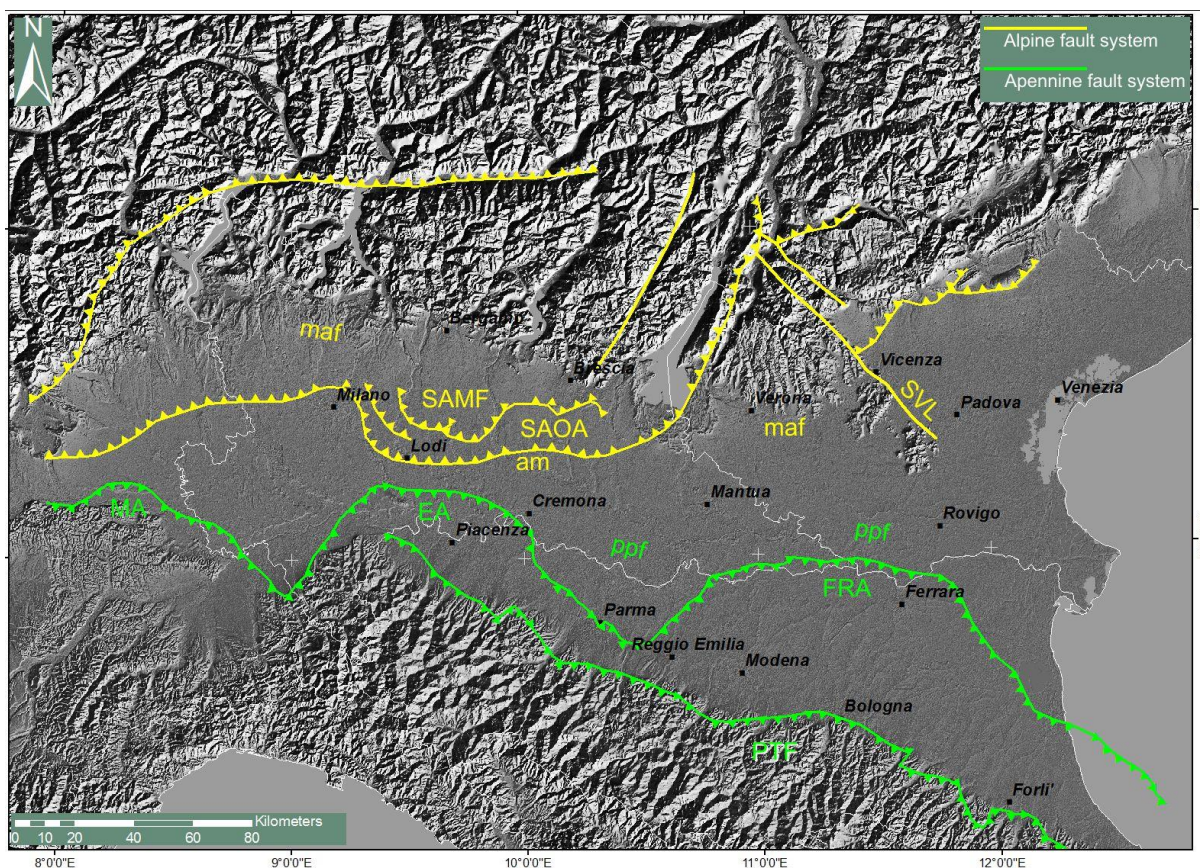 N
Alpine fault system
Apennine fault system
maf
Bergamo
Brescia
Milano
SAMF
SAOA
Lodi
am
Verona
maf
Vicenza
SVL
Padova
Venezia
MA
EA
Cremona
Piacenza
Mantua
Rovigo
ppf
ppf
FRA
Ferrara
Parma
Reggio Emilia
Modena
Bologna
PTF
Forli'
Kilometers
0 10 20 40 60 80
8°0'0"E 9°0'0"E 10°0'0"E 11°0'0"E 12°0'0"E